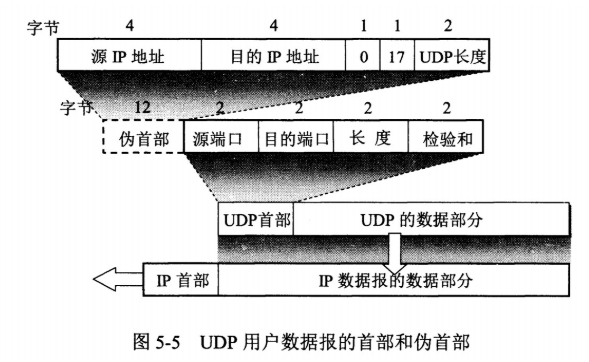 字节 4 4 1 1 2
源 IP 地址 目的 IP 地址 0 17 UDP长度
字节 12 2 2 2 2
伪首部 源端口 目的端口 长 度 检验和
UDP首部 UDP 的数据部分
IP 首部 IP 数据报的数据部分
图 5-5 UDP 用户数据报的首部和伪首部